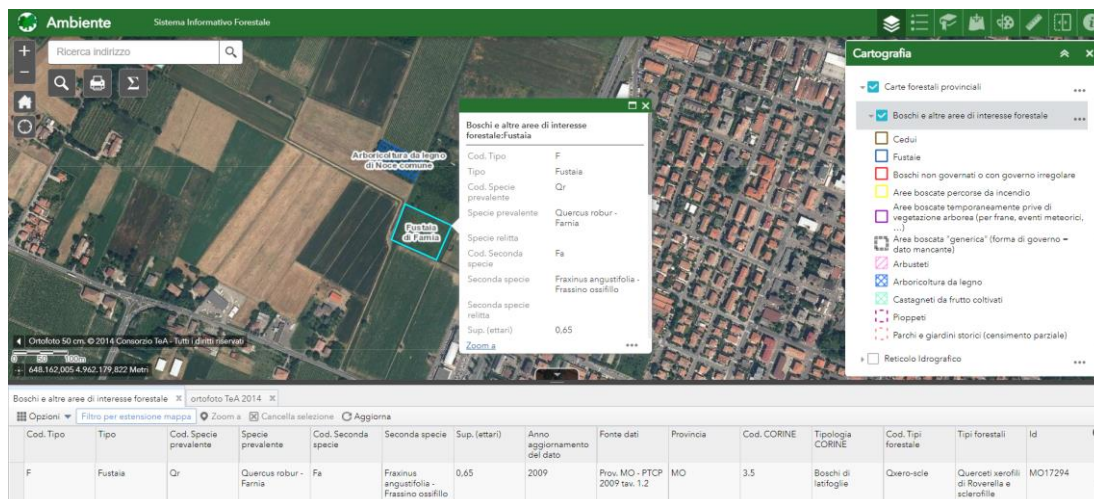 Ambiente
Sistema Informativo Forestale
Ricerca indirizzo
Σ
Arboricoltura da legno
di Noce comune
Fustaia
di Farnia
Boschi e altre aree di interesse
forestale:Fustaia
Cod. Tipo F
Tipo Fustaia
Cod. Specie Qr
prevalente
Specie prevalente Quercus robur -
Farnia
Specie relitta
Cod. Seconda Fa
specie
Seconda specie Fraxinus angustifolia -
Frassino ossifillo
Seconda specie
relitta
Sup. (ettari) 0,65
Zoom a
Cartografia
Carte forestali provinciali
Boschi e altre aree di interesse forestale
Cedui
Fustaie
Boschi non governati o con governo irregolare
Aree boscate percorse da incendio
Aree boscate temporaneamente prive di
vegetazione arborea (per frane, eventi meteorici,
...)
Area boscata "generica" (forma di governo =
dato mancante)
Arbusteti
Arboricoltura da legno
Castagneti da frutto coltivati
Pioppeti
Parchi e giardini storici (censimento parziale)
Reticolo Idrografico
Ortofoto 50 cm. © 2014 Consorzio TeA - Tutti i diritti riservati
0 50 100m
648.162,005 4.962.179,822 Metri
Boschi e altre aree di interesse forestale ortofoto TeA 2014
Opzioni Filtro per estensione mappa Zoom a Cancella selezione Aggiorna
Cod. Tipo Tipo Cod. Specie Specie Cod. Seconda Seconda specie Sup. (ettari) Anno Fonte dati Provincia Cod. CORINE Tipologia Cod. Tipi Tipi forestali Id
prevalente prevalente specie aggiornamento CORINE forestale
del dato
F Fustaia Qr Quercus robur - Fa Fraxinus 0,65 2009 Prov. MO - PTCP MO 3.5 Boschi di Qxero-scle Querceti xerofili MO17294
Farnia angustifolia - 2009 tav. 1.2 latifoglie di Roverella e
Frassino ossifillo sclerofille